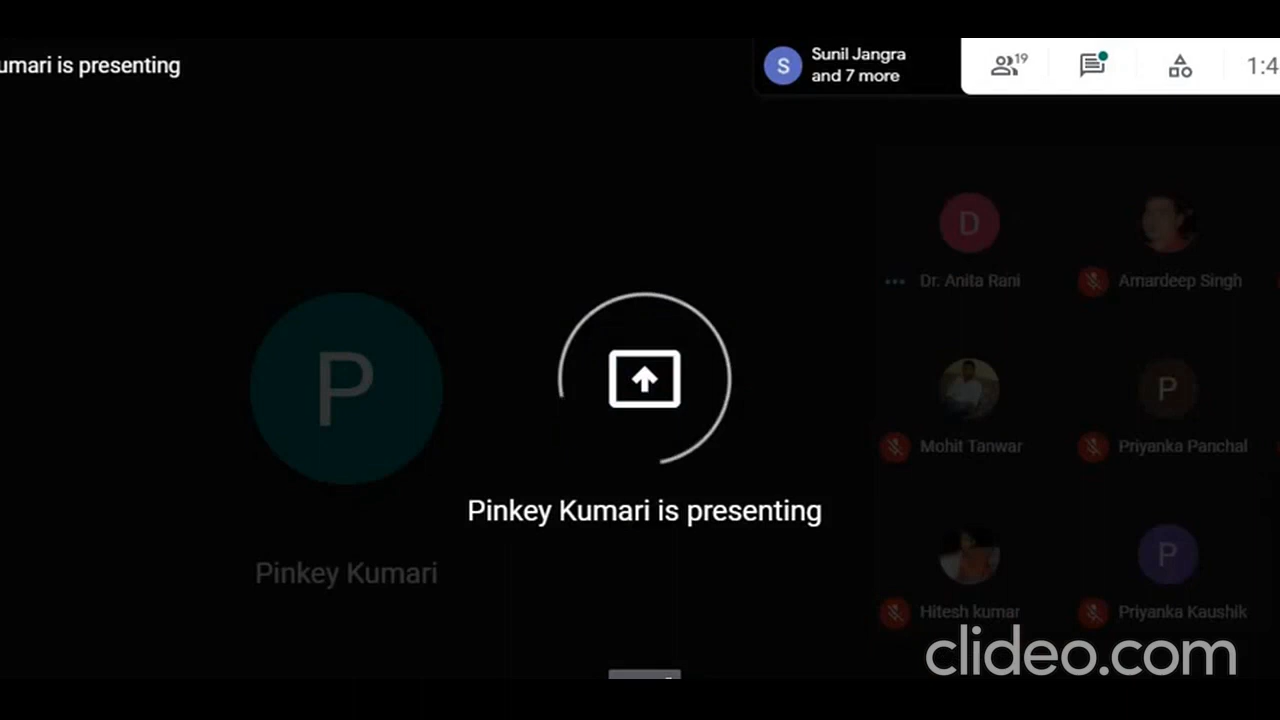 umari is presenting
S
Sunil Jangra
and 7 more
19
1:4
D
Dr. Anita Rani
Amardeep Singh
P
Mohit Tanwar
P
Priyanka Panchal
Pinkey Kumari is presenting
Pinkey Kumari
Hitesh kumar
P
Priyanka Kaushik
clideo.com